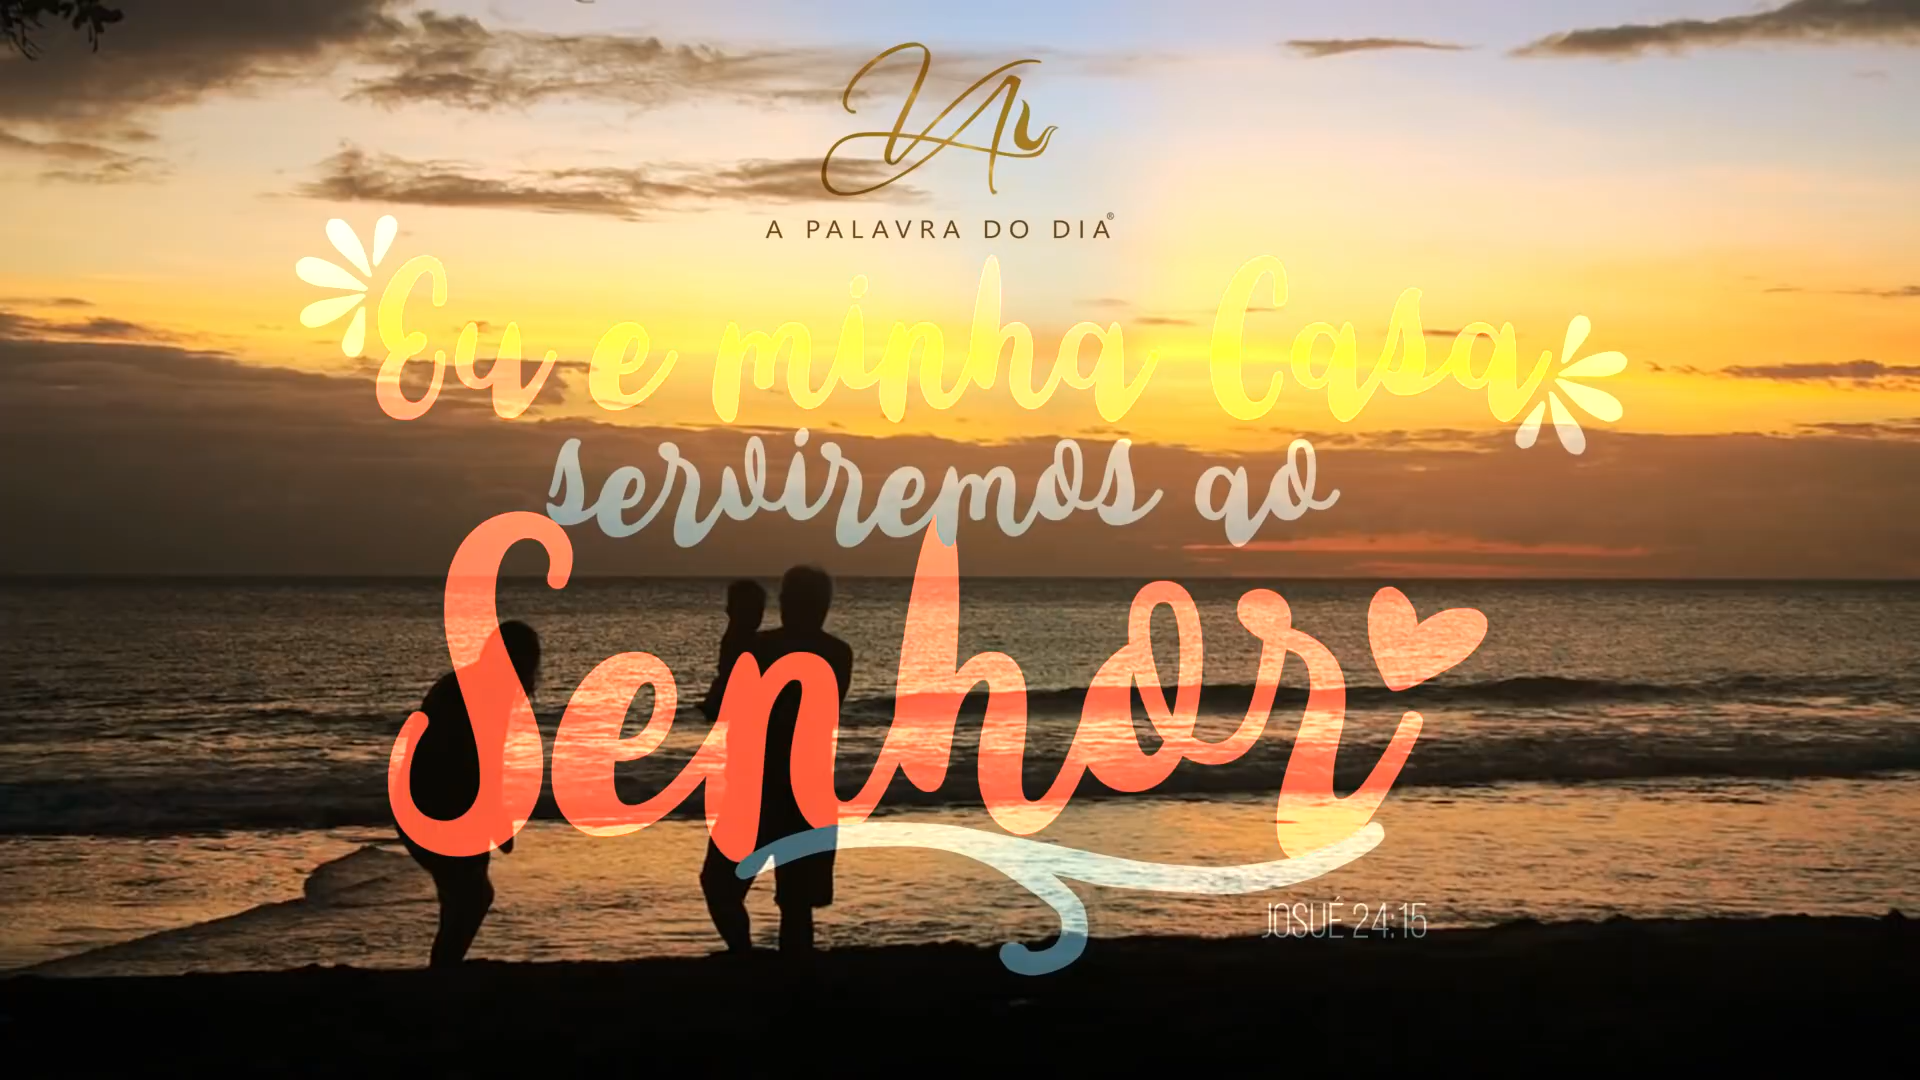 A PALAVRA DO DIA®
Eu e minha Casa
serviremos ao
Senhor
JOSUÉ 24:15